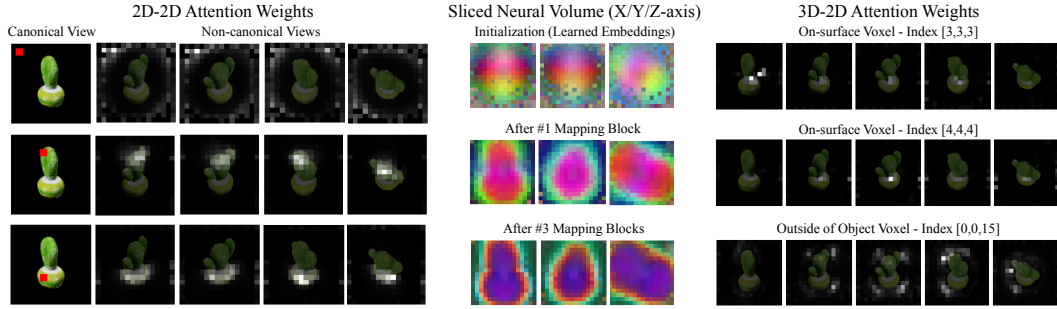 2D-2D Attention Weights
Canonical View
Non-canonical Views
Sliced Neural Volume (X/Y/Z-axis)
Initialization (Learned Embeddings)
After #1 Mapping Block
After #3 Mapping Blocks
3D-2D Attention Weights
On-surface Voxel - Index [3,3,3]
On-surface Voxel - Index [4,4,4]
Outside of Object Voxel - Index [0,0,15]